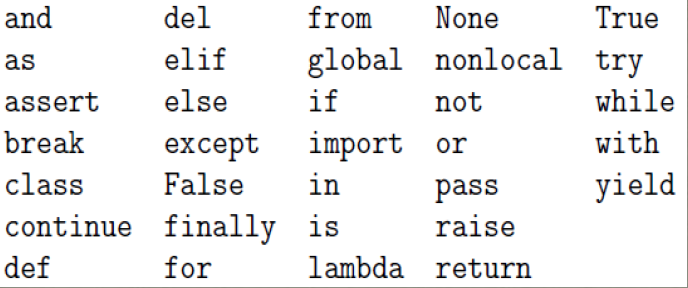 and del from None True
as elif global nonlocal try
assert else if not while
break except import or with
class False in pass yield
continue finally is raise
def for lambda return